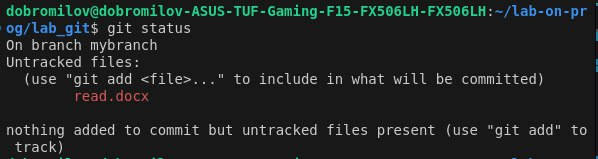 dobromilov@dobromilov-ASUS-TUF-Gaming-F15-FX506LH-FX506LH:~/lab-on-pr
og/lab_git$ git status
On branch mybranch
Untracked files:
  (use "git add <file>..." to include in what will be committed)
        read.docx

nothing added to commit but untracked files present (use "git add" to
 track)